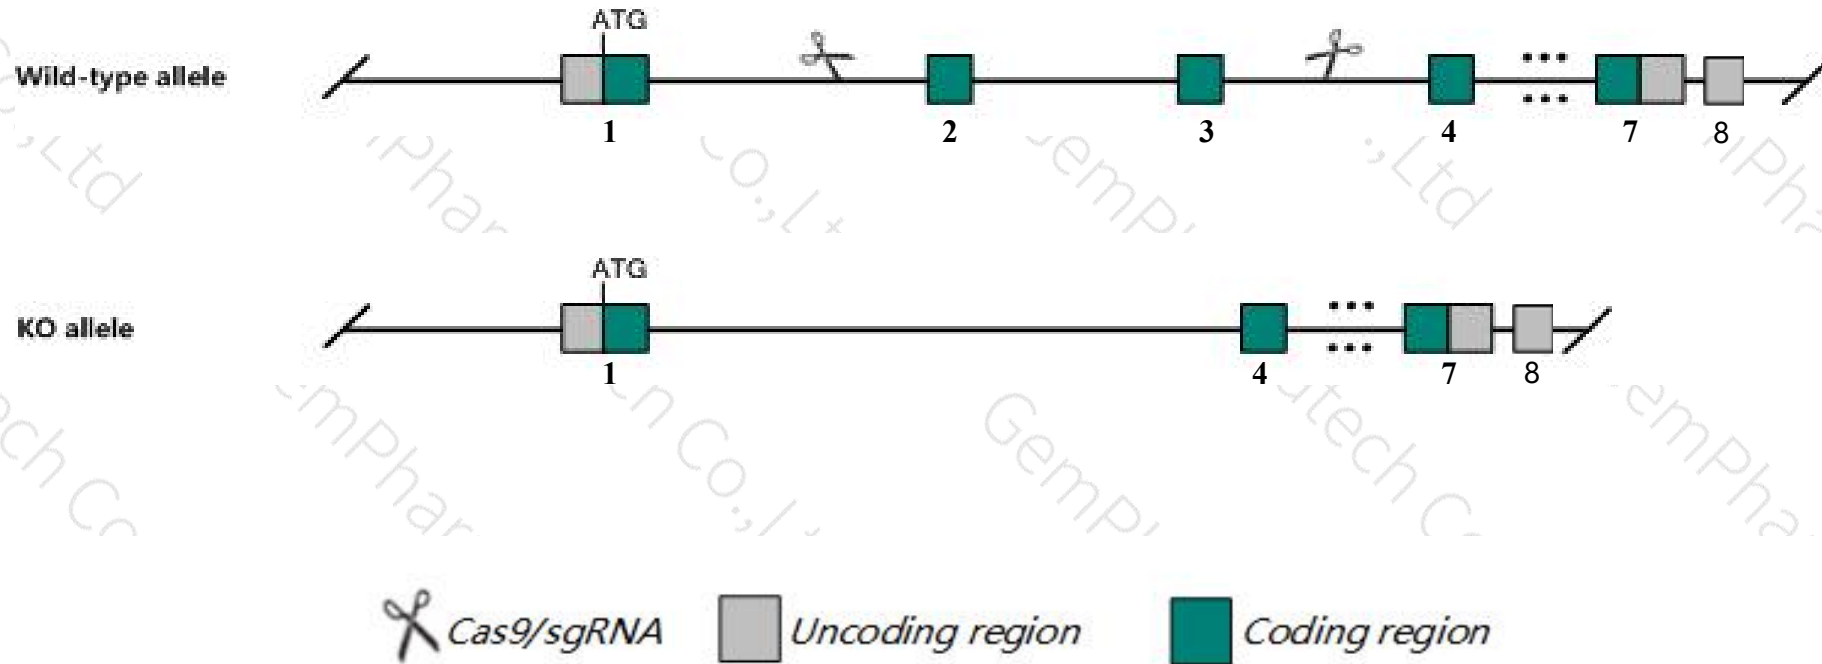 ATG
Wild-type allele
1 2 3 4 7 8
ATG
KO allele
1 4 7 8
Cas9/sgRNA Uncoding region Coding region